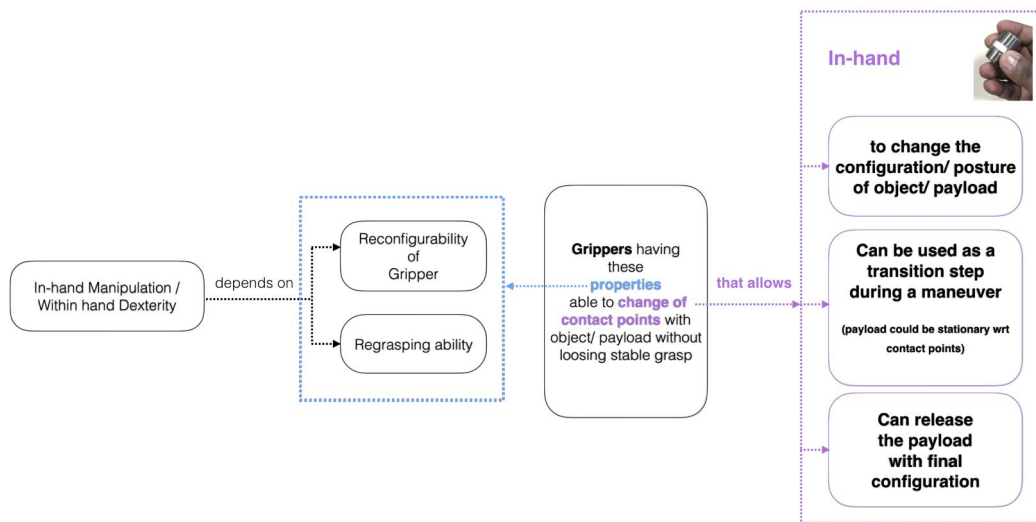 In-hand Manipulation /
Within hand Dexterity
depends on
Reconfigurability
of
Gripper
Regrasping ability
Grippers having
these
properties
able to change of
contact points with
object/ payload without
loosing stable grasp
that allows
In-hand
to change the
configuration/ posture
of object/ payload
Can be used as a
transition step
during a maneuver
(payload could be stationary wrt
contact points)
Can release
the payload
with final
configuration